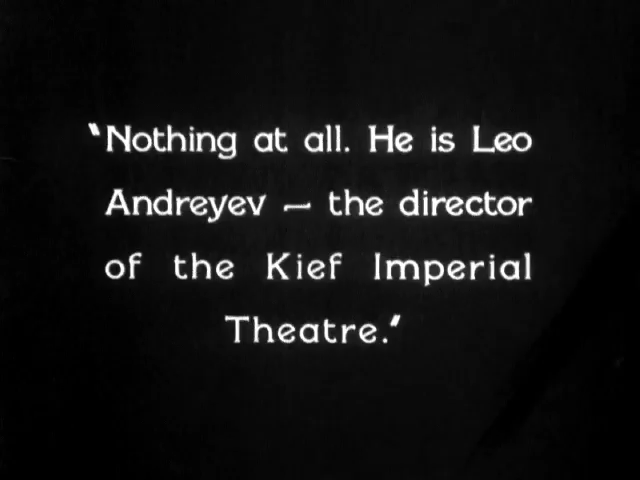 "Nothing at all. He is Leo
Andreyev — the director
of the Kief Imperial
Theatre."